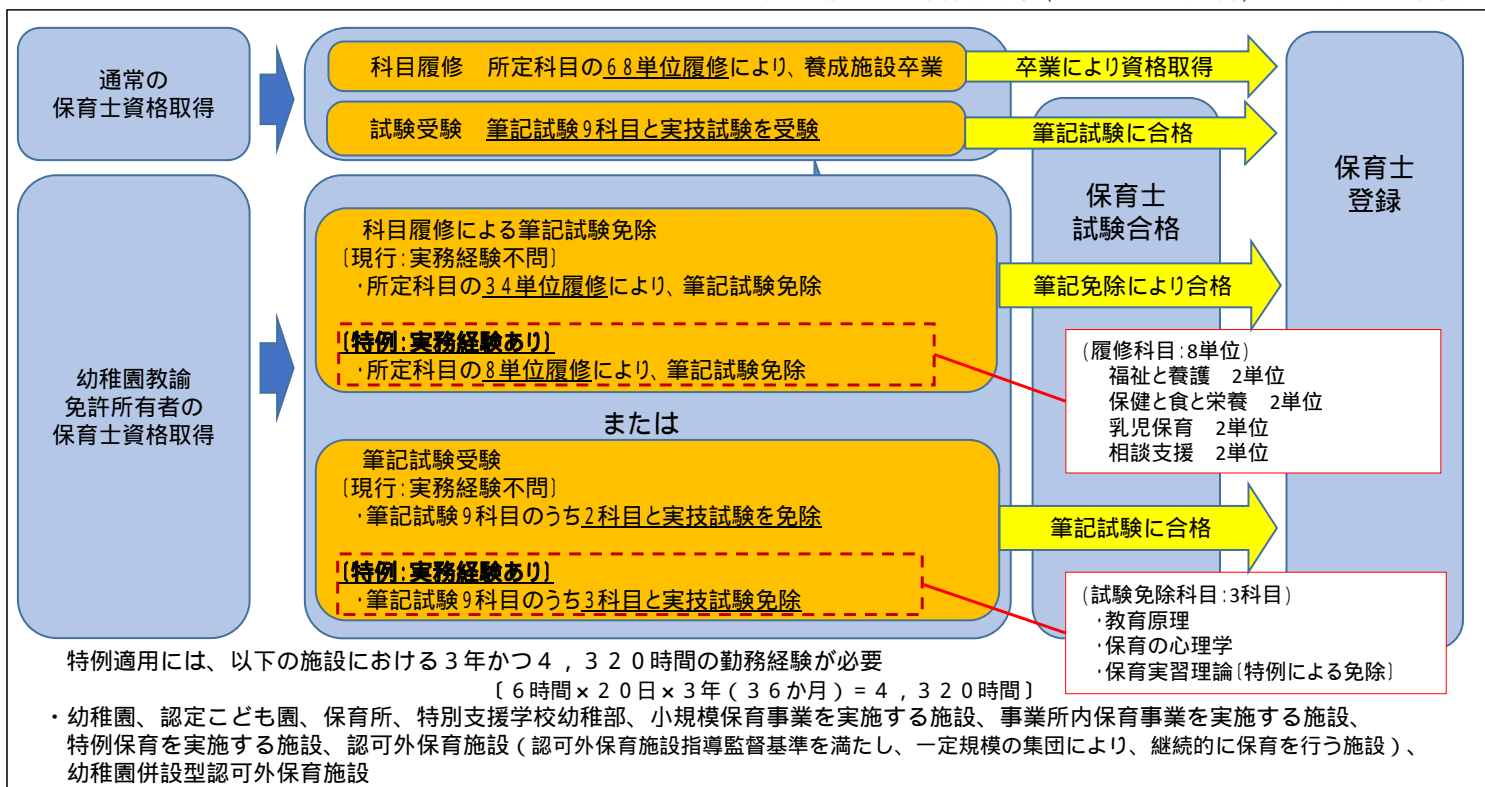 通常の
保育士資格取得
科目履修　所定科目の68単位履修により、養成施設卒業
卒業により資格取得
試験受験　筆記試験9科目と実技試験を受験
筆記試験に合格
保育士
登録
保育士
試験合格
幼稚園教諭
免許所有者の
保育士資格取得
科目履修による筆記試験免除
〔現行:実務経験不問〕
・所定科目の34単位履修により、筆記試験免除
〔特例:実務経験あり〕
・所定科目の8単位履修により、筆記試験免除
筆記免除により合格
(履修科目:8単位)
福祉と養護　2単位
保健と食と栄養　2単位
乳児保育　2単位
相談支援　2単位
または
筆記試験受験
〔現行:実務経験不問〕
・筆記試験9科目のうち2科目と実技試験を免除
〔特例:実務経験あり〕
・筆記試験9科目のうち3科目と実技試験免除
筆記試験に合格
(試験免除科目:3科目)
・教育原理
・保育の心理学
・保育実習理論〔特例による免除〕
特例適用には、以下の施設における３年かつ４，３２０時間の勤務経験が必要
〔６時間×２０日×３年（３６か月）=４，３２０時間〕
・幼稚園、認定こども園、保育所、特別支援学校幼稚部、小規模保育事業を実施する施設、事業所内保育事業を実施する施設、
特例保育を実施する施設、認可外保育施設（認可外保育施設指導監督基準を満たし、一定規模の集団により、継続的に保育を行う施設）、
幼稚園併設型認可外保育施設